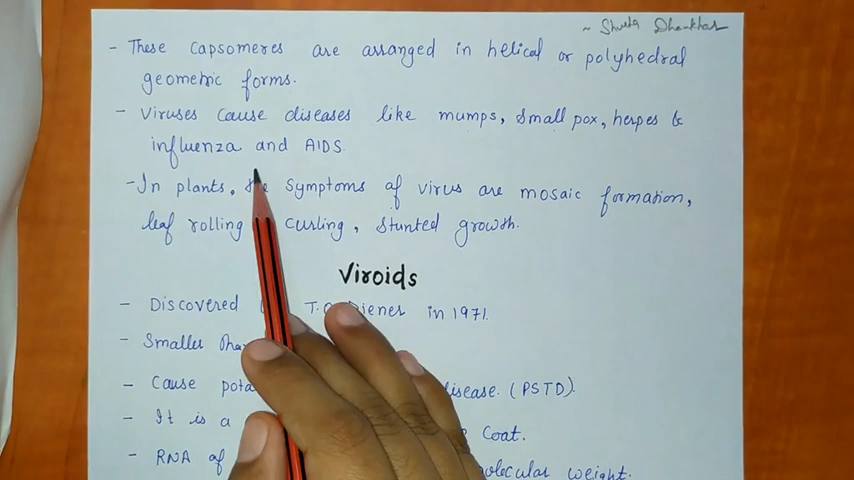 ~ Shweta Dhankhar
- These capsomeres are arranged in helical or polyhedral
geometric forms.
- Viruses cause diseases like mumps, Small pox, herpes &
influenza and AIDS
- In plants, the Symptoms of virus are mosaic formation,
leaf rolling curling, Stunted growth.
Viroids
- Discovered T.O. Diener in 1971.
- Smaller
- Cause disease. (PSTD).
- It is a Coat.
- RNA of molecular weight.